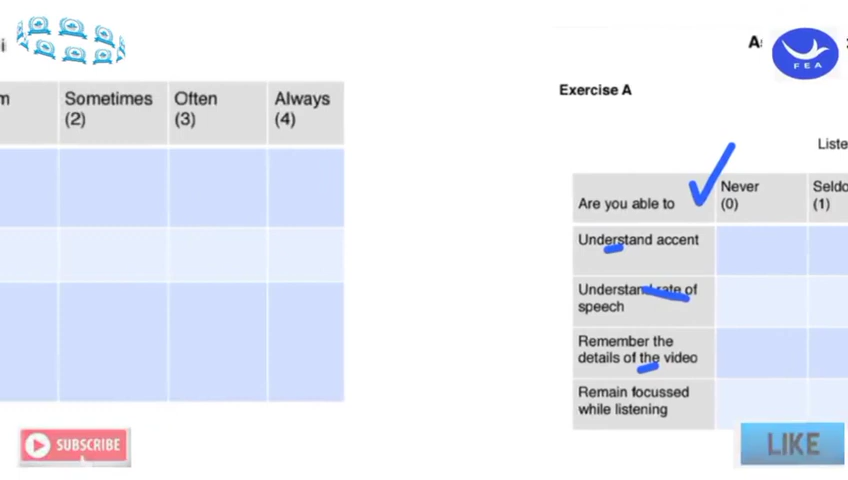 Sometimes
(2)
Often
(3)
Always
(4)
SUBSCRIBE
FEA
Exercise A
Are you able to
Never
(0)
(1)
Understand accent
Understand rate of
speech
Remember the
details of the video
Remain focussed
while listening
LIKE